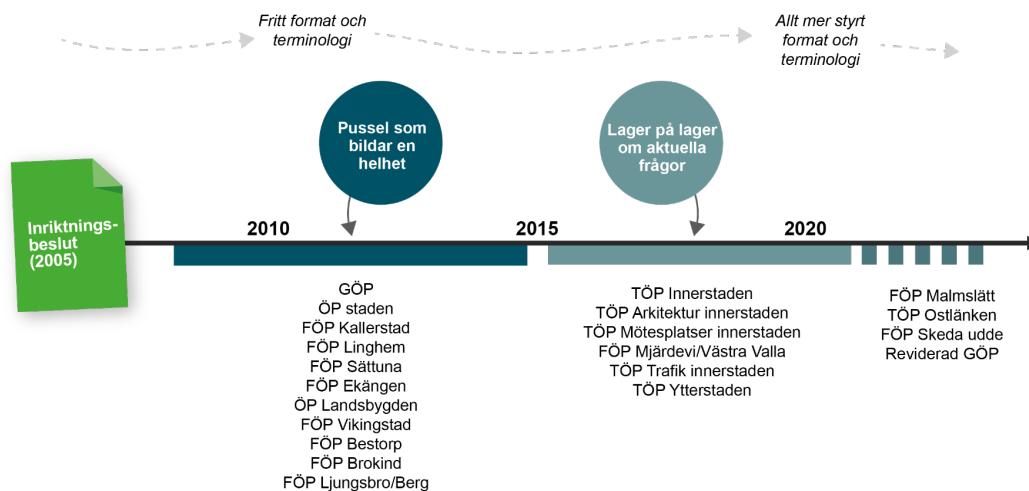 Fritt format och
terminologi
Allt mer styrt
format och
terminologi
Pussel som
bildar en
helhet
Lager på lager
om aktuella
frågor
Inriktnings-
beslut
(2005)
2010
2015
2020
GÖP
ÖP staden
FÖP Kallerstad
FÖP Linghem
FÖP Sättuna
FÖP Ekängen
ÖP Landsbygden
FÖP Vikingstad
FÖP Bestorp
FÖP Brokind
FÖP Ljungsbro/Berg
TÖP Innerstaden
TÖP Arkitektur innerstaden
TÖP Mötesplatser innerstaden
FÖP Mjärdevi/Västra Valla
TÖP Trafik innerstaden
TÖP Ytterstaden
FÖP Malmslätt
TÖP Ostlänken
FÖP Skeda udde
Reviderad GÖP